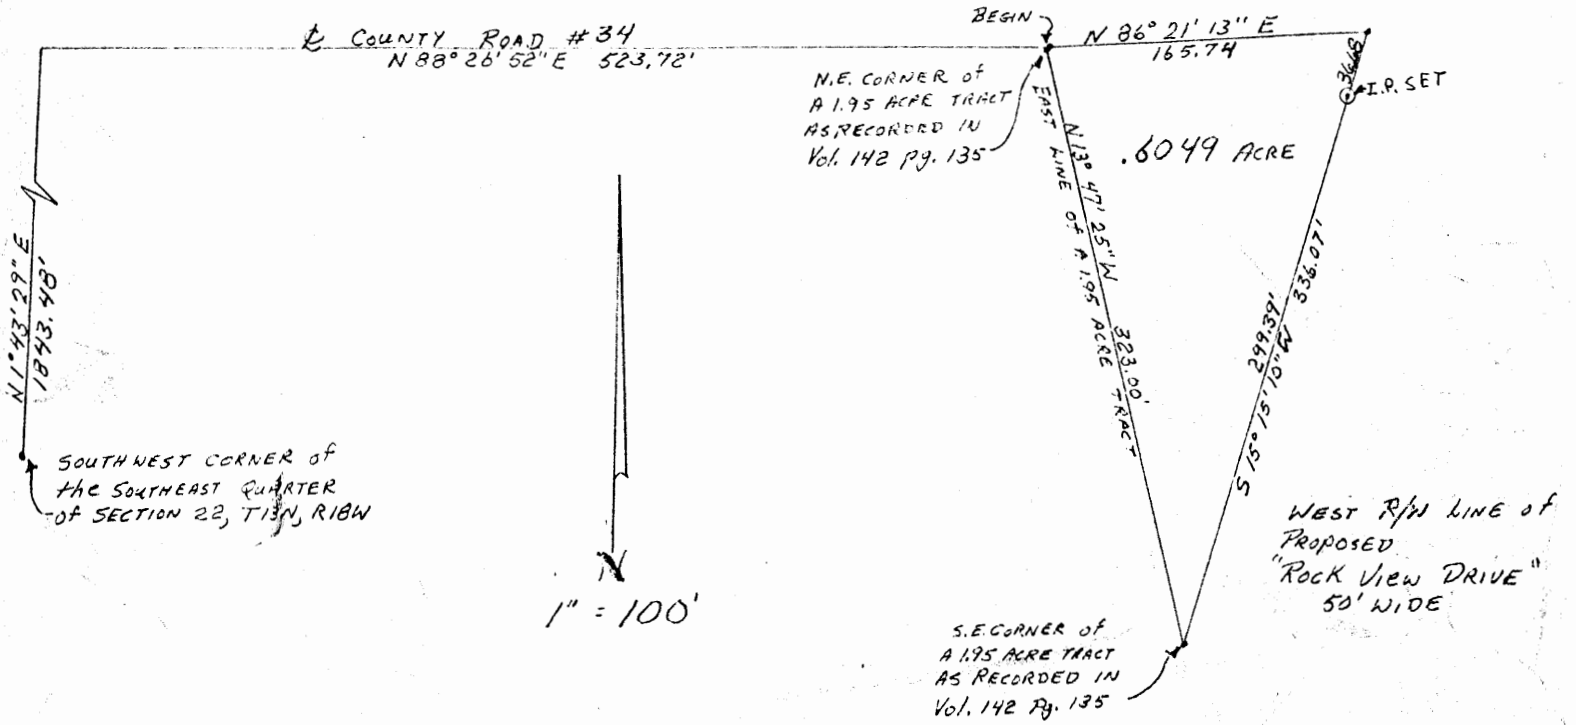 BEGIN
℄ COUNTY ROAD #34
N 88° 26' 52" E 523.72'
N 86° 21' 13" E
165.74
36.68
I.P. SET
N.E. CORNER of
A 1.95 ACRE TRACT
AS RECORDED IN
Vol. 142 pg. 135
.6049 ACRE
EAST LINE of A 1.95 ACRE TRACT
N 13° 47' 25" W 323.00'
299.39' 336.07'
S 15° 15' 10" W
N 1° 43' 29" E
1843.48'
SOUTHWEST CORNER of
the SOUTHEAST QUARTER
of SECTION 22, T13N, R18W
N
1" = 100'
WEST R/W LINE of
PROPOSED
"ROCK VIEW DRIVE"
50' WIDE
S.E. CORNER of
A 1.95 ACRE TRACT
AS RECORDED IN
Vol. 142 Pg. 135